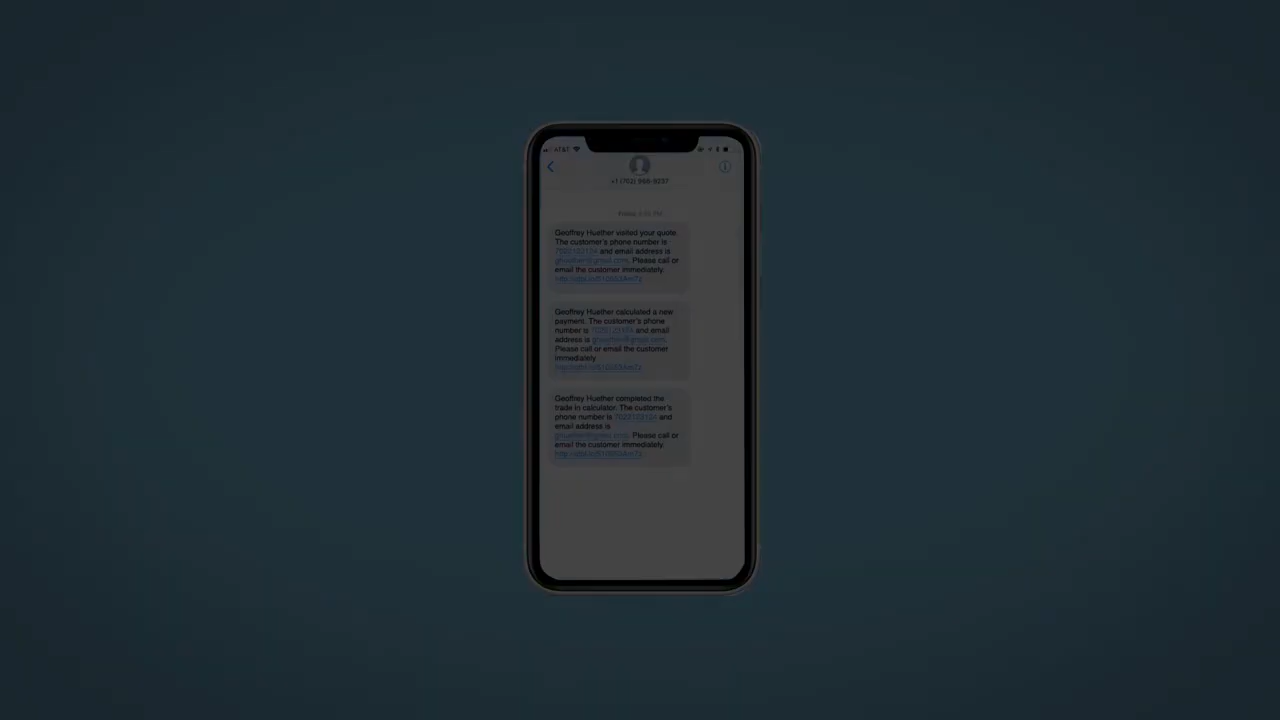 AT&T
Geoffrey Huether visited your quote.
The customer's phone number is
and email address is
Please call or
email the customer immediately.
Geoffrey Huether calculated a new
payment. The customer's phone
number is and email
address is
Please call or email the customer
immediately
Geoffrey Huether completed the
trade in calculator. The customer's
phone number is and
email address is
Please call or
email the customer immediately.